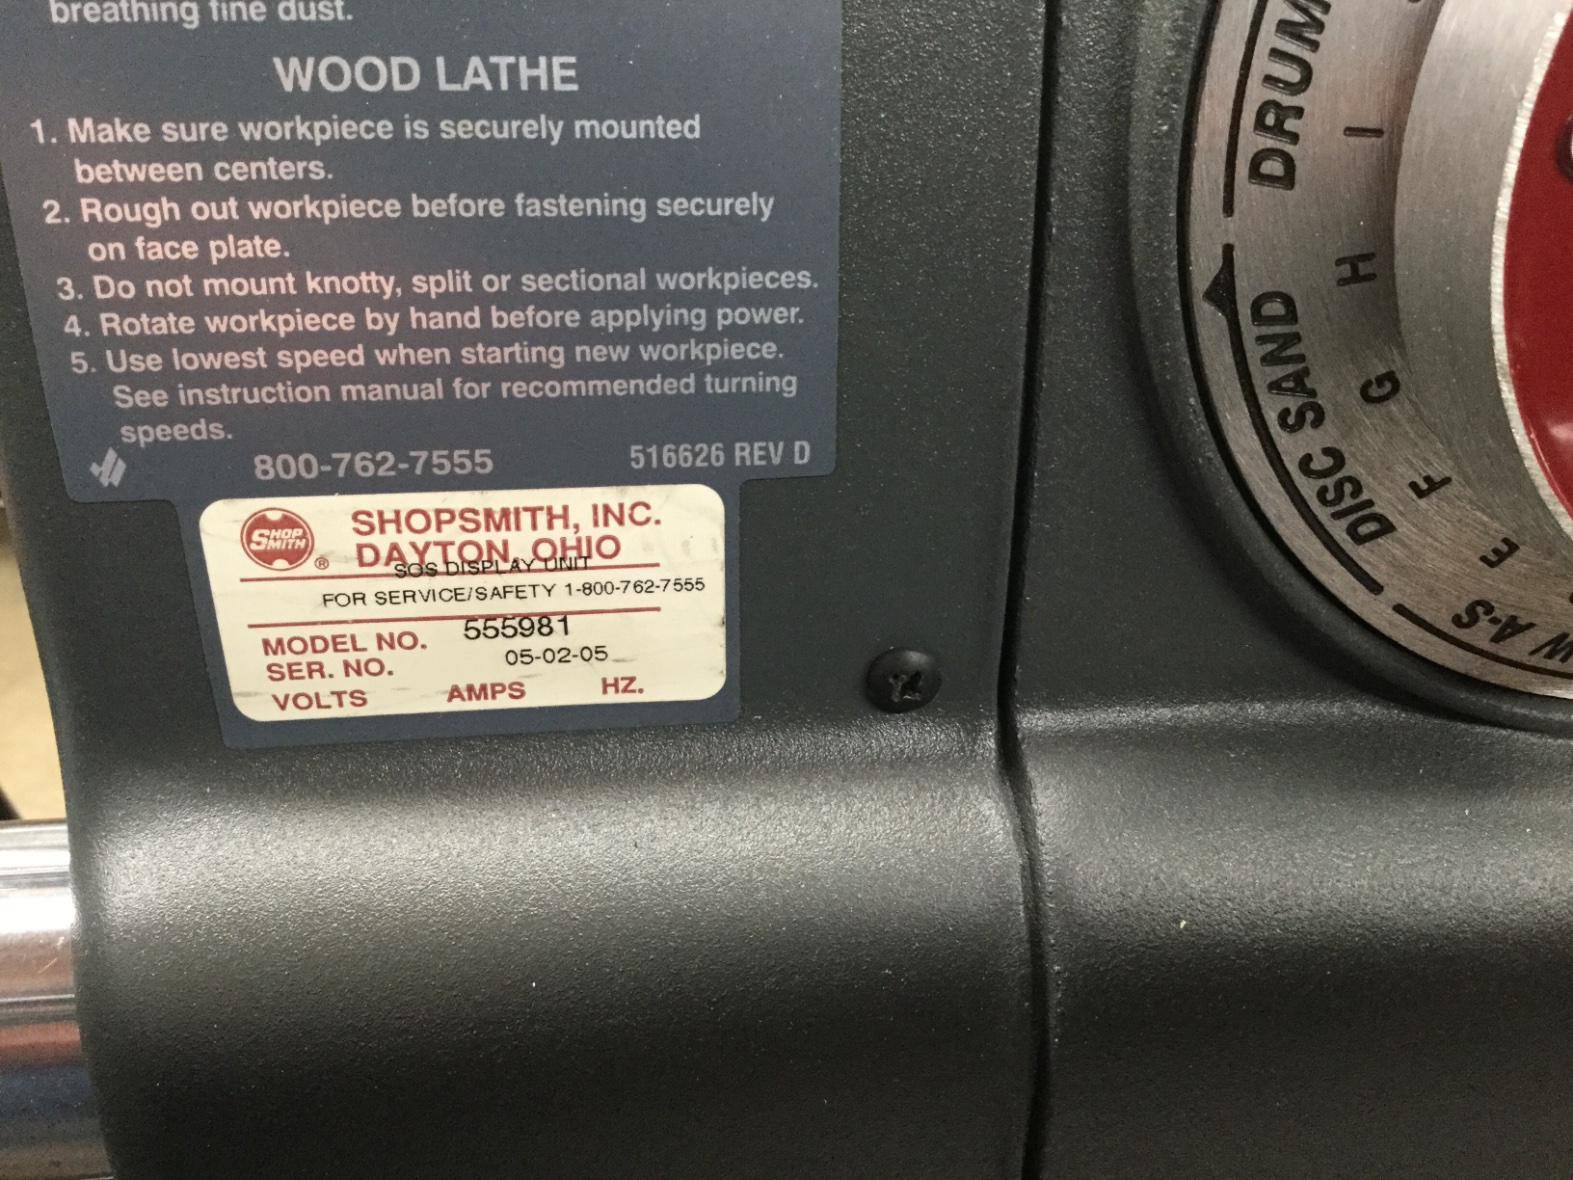 breathing fine dust.
WOOD LATHE
1. Make sure workpiece is securely mounted
between centers.
2. Rough out workpiece before fastening securely
on face plate.
3. Do not mount knotty, split or sectional workpieces.
4. Rotate workpiece by hand before applying power.
5. Use lowest speed when starting new workpiece.
See instruction manual for recommended turning
speeds.
800-762-7555 516626 REV D
SHOP
SMITH
®
SHOPSMITH, INC.
DAYTON, OHIO
SOS DISPLAY UNIT
FOR SERVICE/SAFETY 1-800-762-7555
MODEL NO. 555981
SER. NO. 05-02-05
VOLTS AMPS HZ.
DRUM
DISC SAND
I
H
G
F
E